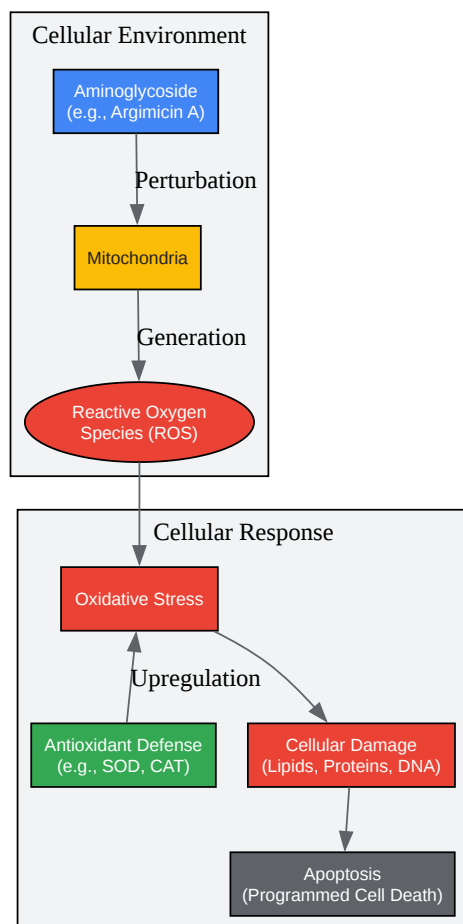 Cellular Environment
Aminoglycoside
(e.g., Argimicin A)
Perturbation
Mitochondria
Generation
Reactive Oxygen
Species (ROS)
Cellular Response
Oxidative Stress
Upregulation
Antioxidant Defense
(e.g., SOD, CAT)
Cellular Damage
(Lipids, Proteins, DNA)
Apoptosis
(Programmed Cell Death)